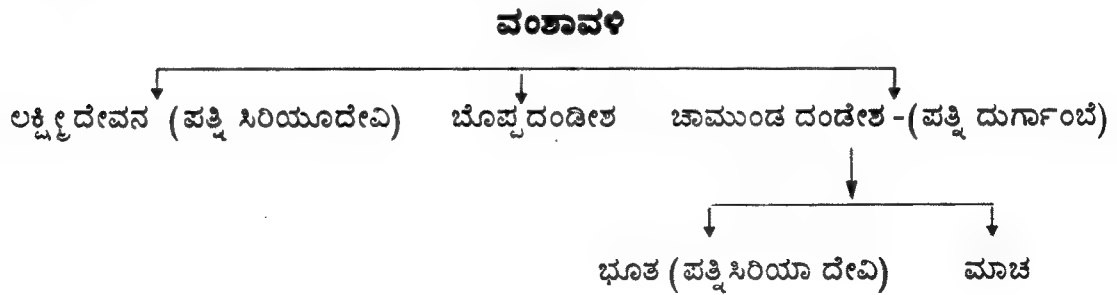 ವಂಶಾವಳಿ
ಲಕ್ಷ್ಮೀದೇವನ (ಪತ್ನಿ ಸಿರಿಯೂದೇವಿ) ಬೊಪ್ಪದಂಡೀಶ ಚಾಮುಂಡ ದಂಡೇಶ -(ಪತ್ನಿ ದುರ್ಗಾಂಬೆ)
ಭೂತ (ಪತ್ನಿ ಸಿರಿಯಾ ದೇವಿ) ಮಾಚ